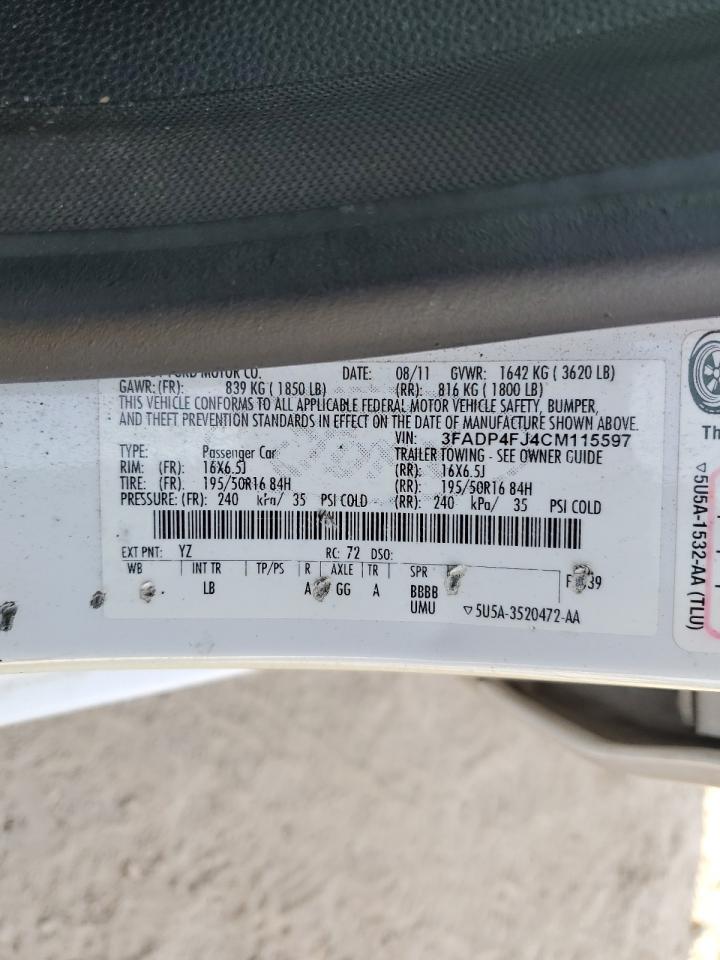 FORD MOTOR CO. DATE: 08/11 GVWR: 1642 KG ( 3620 LB)
GAWR: (FR): 839 KG ( 1850 LB) (RR): 816 KG ( 1800 LB)
THIS VEHICLE CONFORMS TO ALL APPLICABLE FEDERAL MOTOR VEHICLE SAFETY, BUMPER,
AND THEFT PREVENTION STANDARDS IN EFFECT ON THE DATE OF MANUFACTURE SHOWN ABOVE.
VIN: 3FADP4FJ4CM115597
TYPE: Passenger Car TRAILER TOWING - SEE OWNER GUIDE
RIM: (FR): 16X6.5J (RR): 16X6.5J
TIRE: (FR): 195/50R16 84H (RR): 195/50R16 84H
PRESSURE: (FR): 240 kPa/ 35 PSI COLD (RR): 240 kPa/ 35 PSI COLD
EXT PNT: YZ RC: 72 DSO:
WB INT TR TP/PS R AXLE TR SPR
LB A GG A BBBB
UMU ▽5U5A-3520472-AA
▽5U5A-1532-AA (TLU)